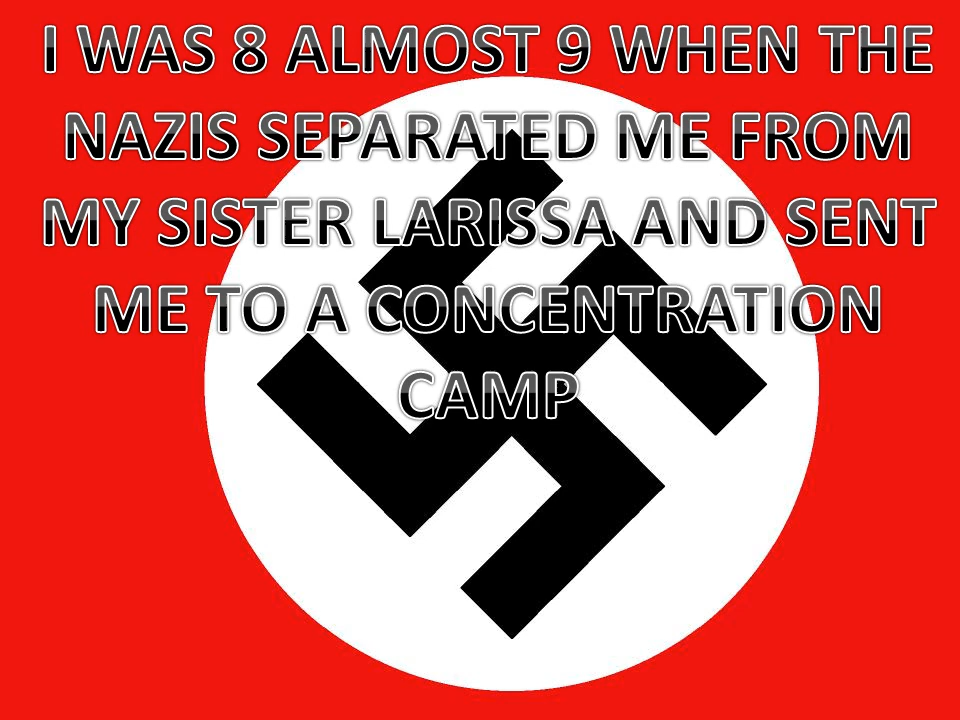 I WAS 8 ALMOST 9 WHEN THE
NAZIS SEPARATED ME FROM
MY SISTER LARISSA AND SENT
ME TO A CONCENTRATION
CAMP